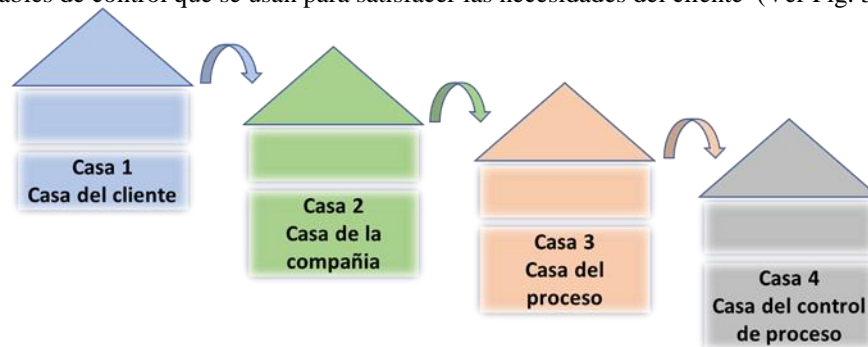 ables de control que se usan para satisfacer las necesidades del cliente (Ver Fig.
Casa 1
Casa del cliente
Casa 2
Casa de la
compañia
Casa 3
Casa del
proceso
Casa 4
Casa del control
de proceso